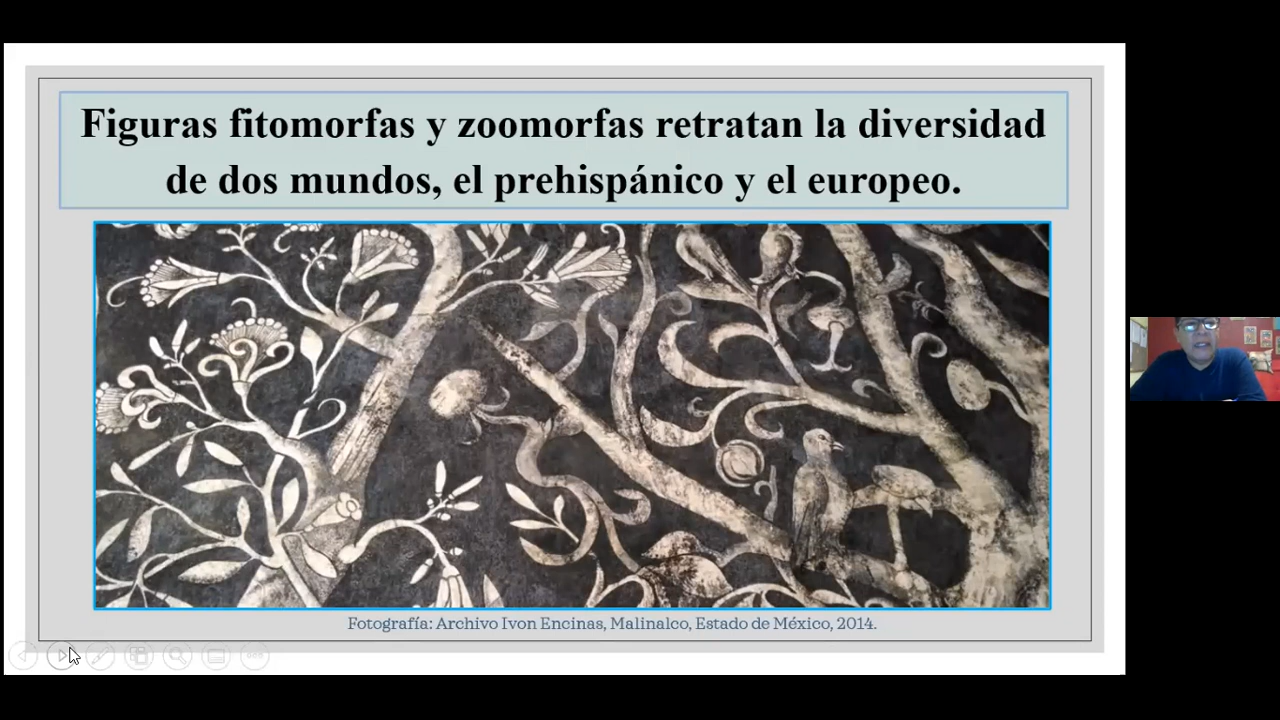 Figuras fitomorfas y zoomorfas retratan la diversidad
de dos mundos, el prehispánico y el europeo.
Fotografía: Archivo Ivon Encinas, Malinalco, Estado de México, 2014.